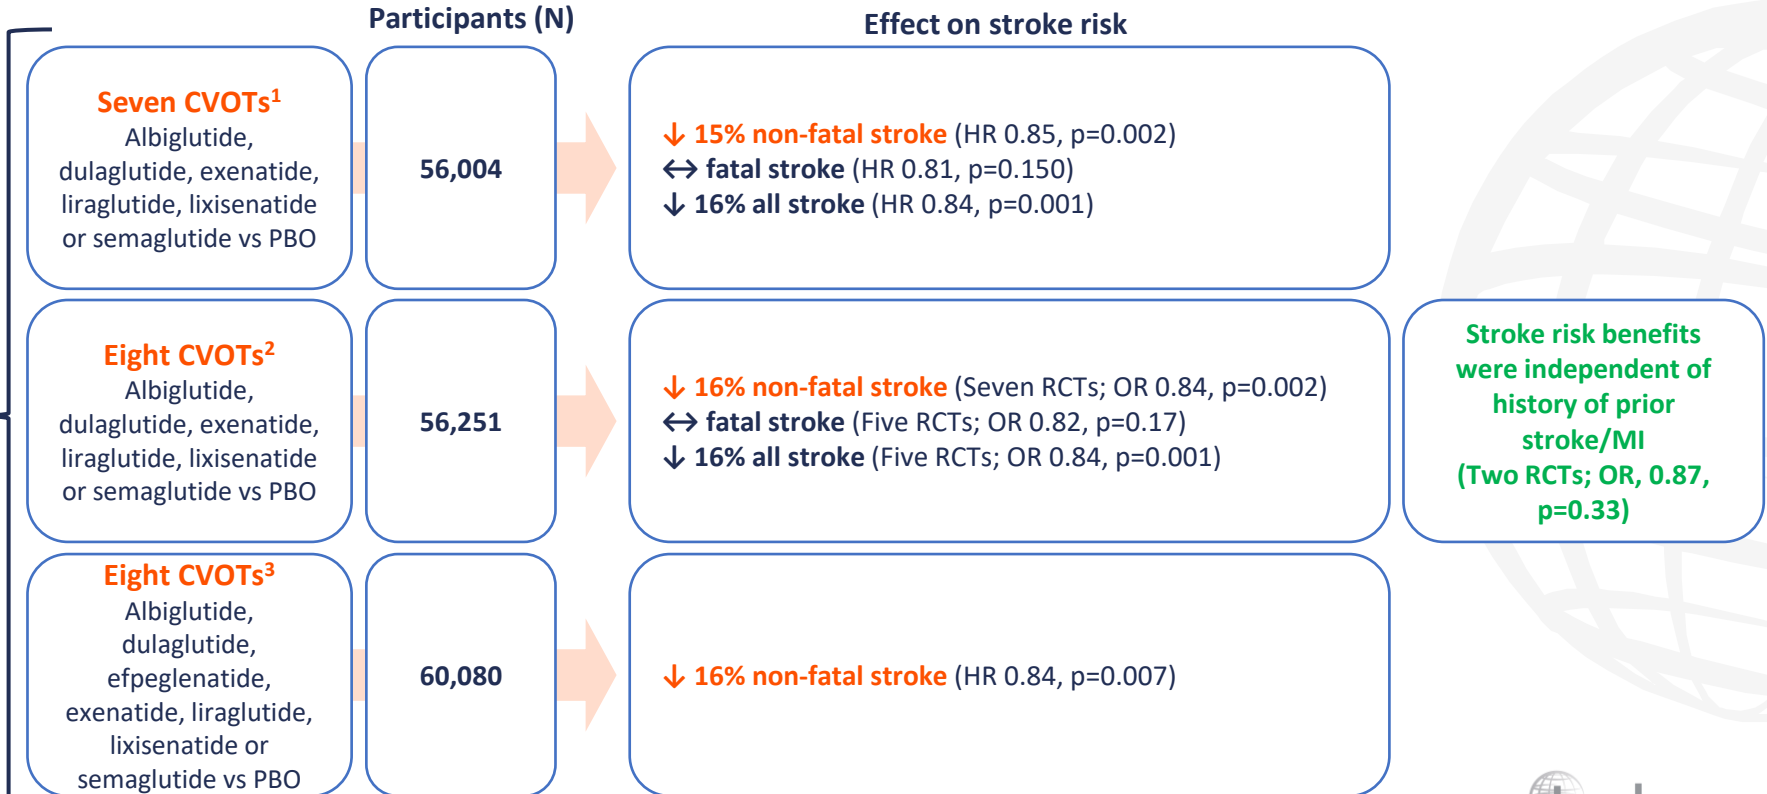 Participants (N)
Effect on stroke risk
Seven CVOTs1
Albiglutide,
dulaglutide, exenatide,
liraglutide, lixisenatide
or semaglutide vs PBO
56,004
↓ 15% non-fatal stroke (HR 0.85, p=0.002)
↔ fatal stroke (HR 0.81, p=0.150)
↓ 16% all stroke (HR 0.84, p=0.001)
Eight CVOTs2
Albiglutide,
dulaglutide, exenatide,
liraglutide, lixisenatide
or semaglutide vs PBO
56,251
↓ 16% non-fatal stroke (Seven RCTs; OR 0.84, p=0.002)
↔ fatal stroke (Five RCTs; OR 0.82, p=0.17)
↓ 16% all stroke (Five RCTs; OR 0.84, p=0.001)
Stroke risk benefits
were independent of
history of prior
stroke/MI
(Two RCTs; OR, 0.87,
p=0.33)
Eight CVOTs3
Albiglutide,
dulaglutide,
efpeglenatide,
exenatide, liraglutide,
lixisenatide or
semaglutide vs PBO
60,080
↓ 16% non-fatal stroke (HR 0.84, p=0.007)